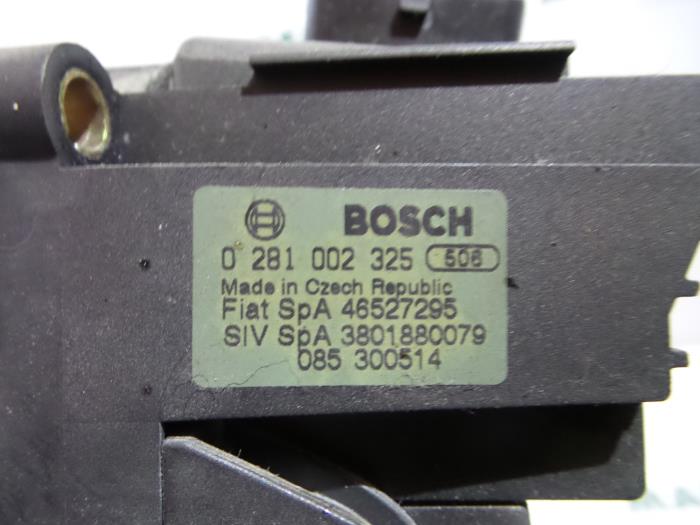 BOSCH
0 281 002 325 506
Made in Czech Republic
Fiat SpA 46527295
SIV SpA 3801880079
085 300514